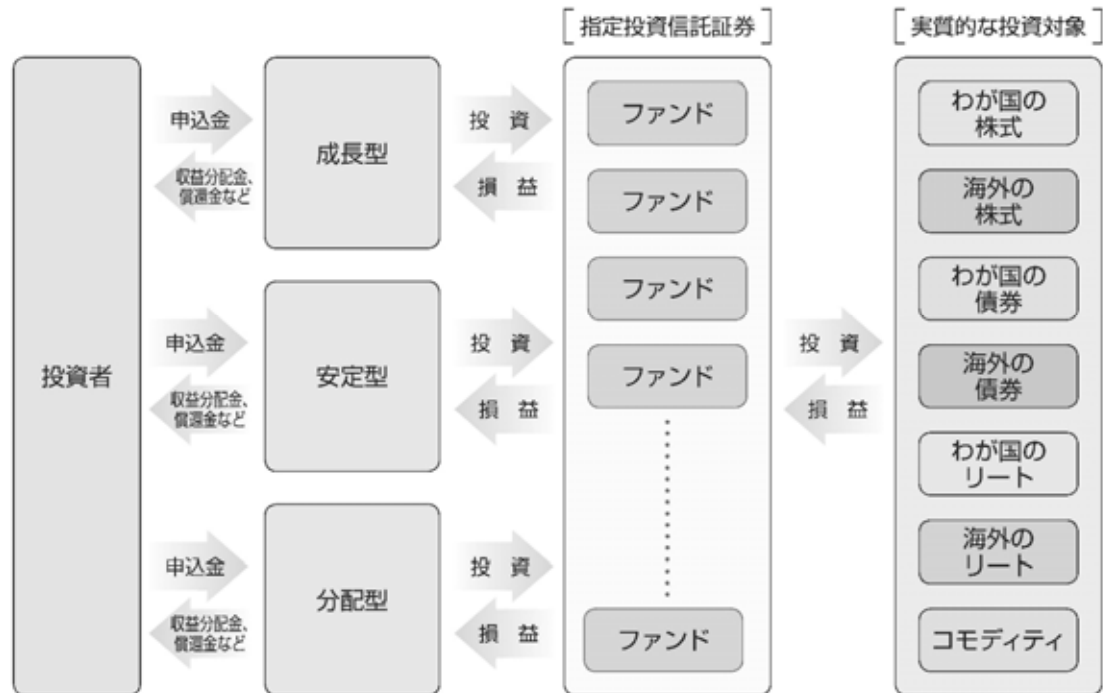 [指定投資信託証券]
[実質的な投資対象]
投資者
申込金
収益分配金、
償還金など
成長型
投 資
損 益
申込金
収益分配金、
償還金など
安定型
投 資
損 益
申込金
収益分配金、
償還金など
分配型
投 資
損 益
ファンド
ファンド
ファンド
ファンド
ファンド
投 資
損 益
わが国の
株式
海外の
株式
わが国の
債券
海外の
債券
わが国の
リート
海外の
リート
コモディティ